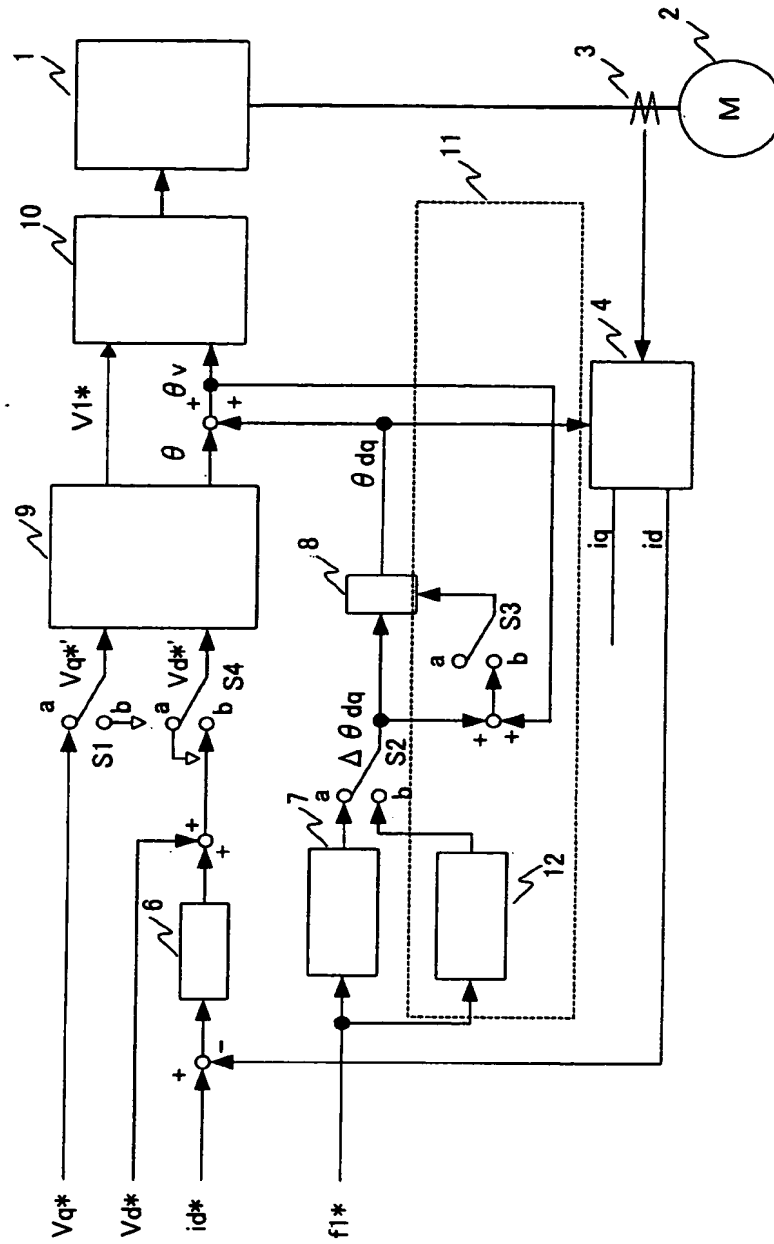 Vq*
Vd*
id*
f1*
6
+
-
+
+
a
b
S1
Vq*'
a
b
S4
Vd*'
9
V1*
θ
+
+
θv
10
1
7
a
b
S2
Δθdq
8
θdq
a
b
S3
+
+
12
11
iq
id
4
3
2
M